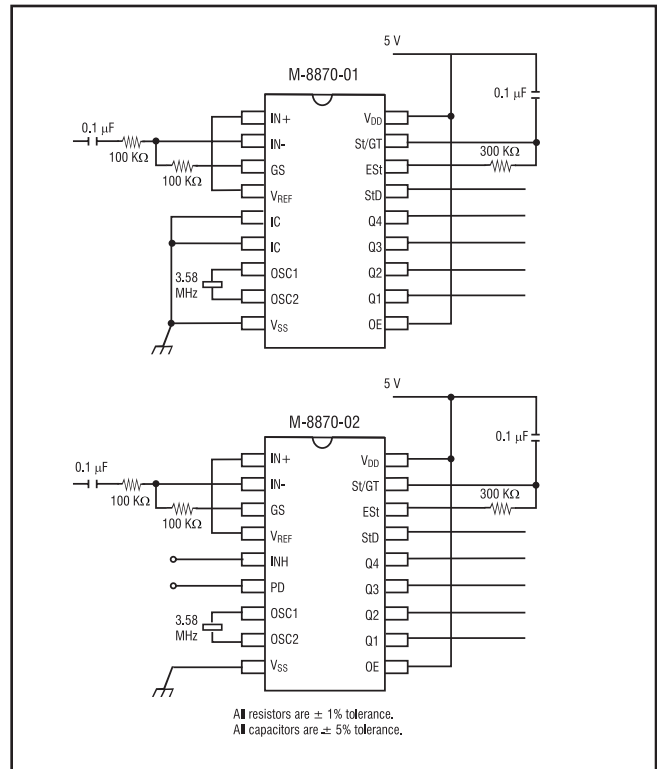 5 V
M-8870-01
0.1 μF
0.1 μF
100 KΩ
100 KΩ
300 KΩ
IN+
IN-
GS
VREF
IC
IC
OSC1
OSC2
VSS
3.58
MHz
VDD
St/GT
ESt
StD
Q4
Q3
Q2
Q1
OE
5 V
M-8870-02
0.1 μF
0.1 μF
100 KΩ
100 KΩ
300 KΩ
IN+
IN-
GS
VREF
INH
PD
OSC1
OSC2
VSS
3.58
MHz
VDD
St/GT
ESt
StD
Q4
Q3
Q2
Q1
OE
All resistors are ± 1% tolerance.
All capacitors are ± 5% tolerance.